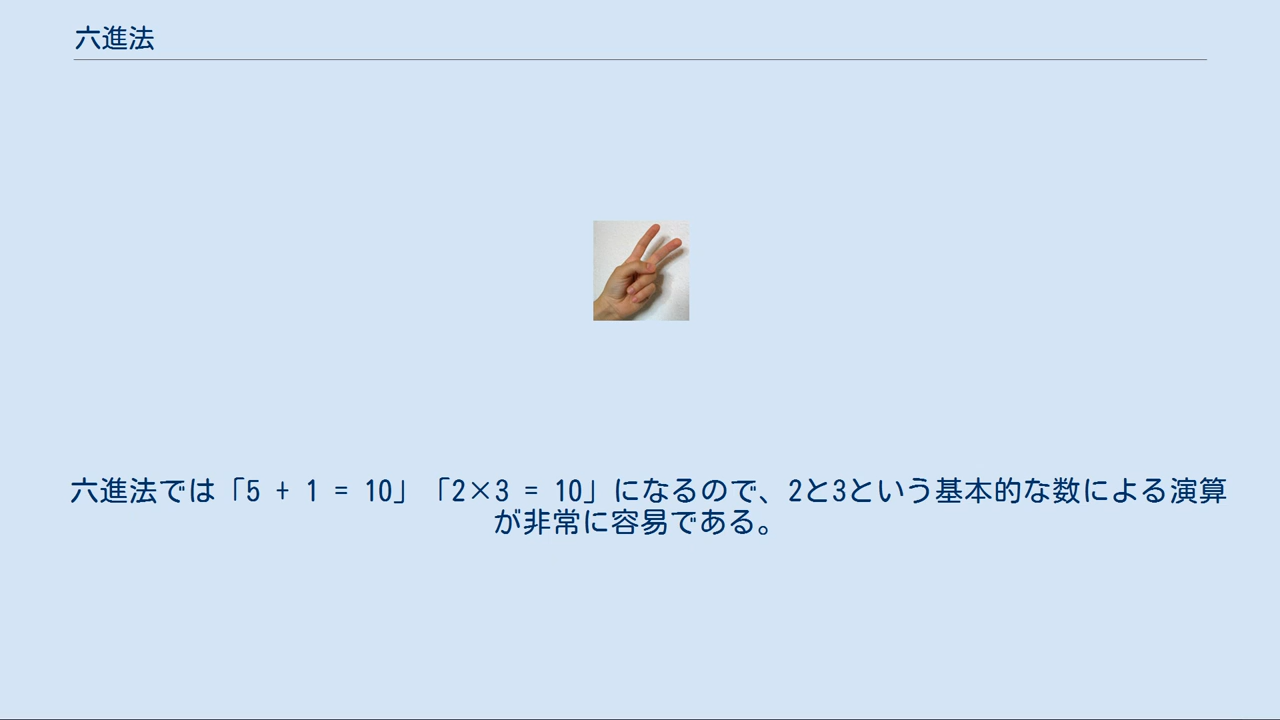 六進法
六進法では「5 + 1 = 10」「2×3 = 10」になるので、2と3という基本的な数による演算
が非常に容易である。